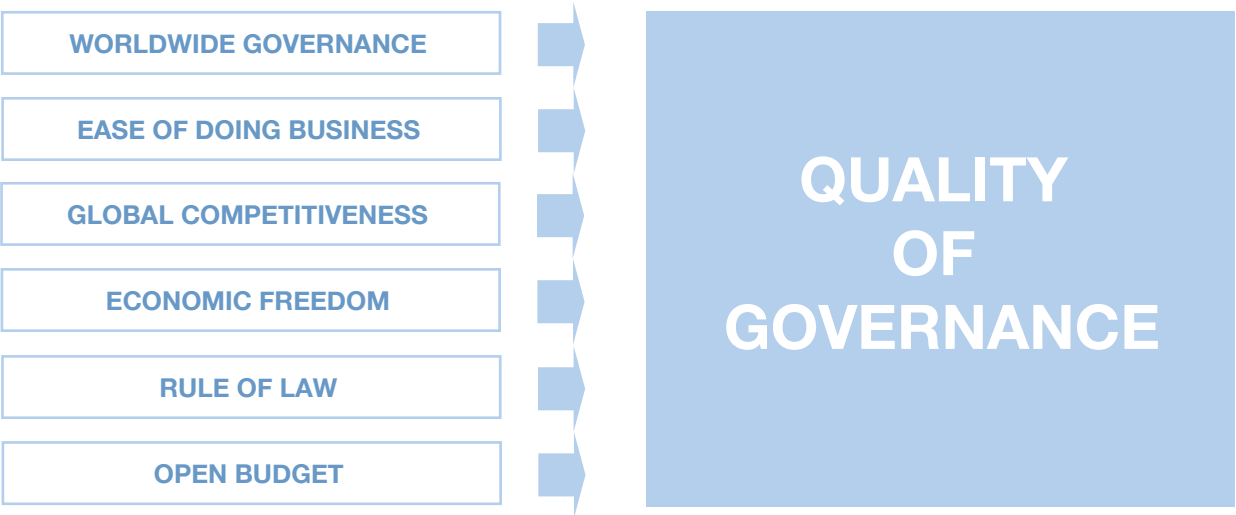 WORLDWIDE GOVERNANCE
EASE OF DOING BUSINESS
GLOBAL COMPETITIVENESS
ECONOMIC FREEDOM
RULE OF LAW
OPEN BUDGET
QUALITY
OF
GOVERNANCE